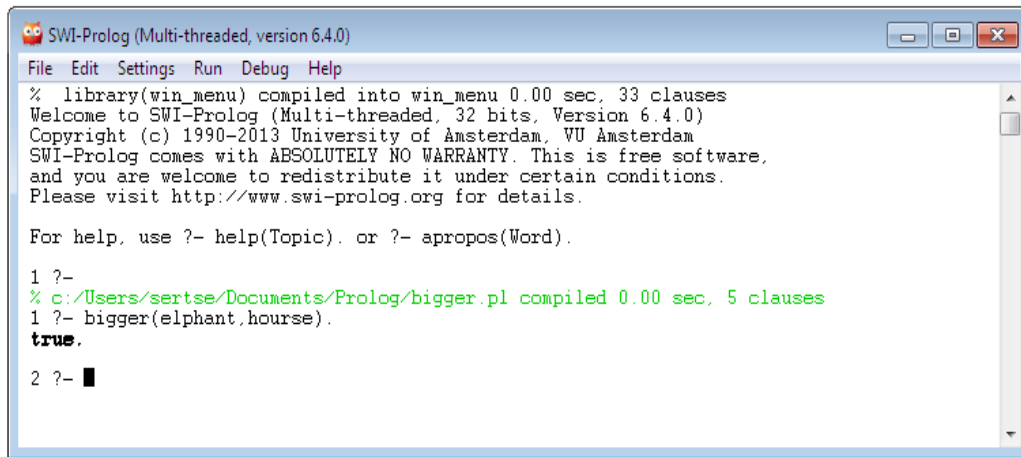 SWI-Prolog (Multi-threaded, version 6.4.0)
File Edit Settings Run Debug Help
% library(win_menu) compiled into win_menu 0.00 sec, 33 clauses
Welcome to SWI-Prolog (Multi-threaded, 32 bits, Version 6.4.0)
Copyright (c) 1990-2013 University of Amsterdam, VU Amsterdam
SWI-Prolog comes with ABSOLUTELY NO WARRANTY. This is free software,
and you are welcome to redistribute it under certain conditions.
Please visit http://www.swi-prolog.org for details.
For help, use ?- help(Topic). or ?- apropos(Word).
1 ?-
% c:/Users/sertse/Documents/Prolog/bigger.pl compiled 0.00 sec, 5 clauses
1 ?- bigger(elphant,hourse).
true.
2 ?-